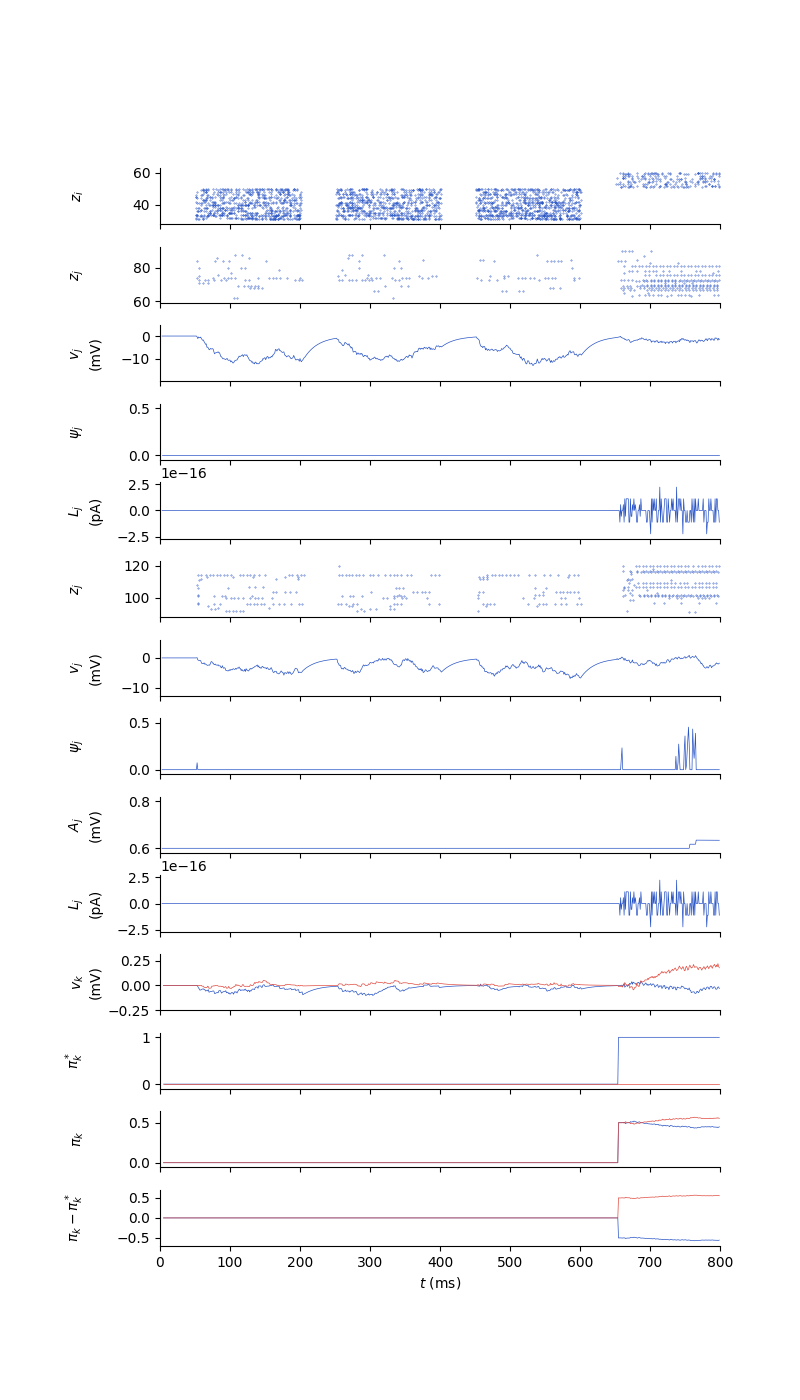 60
40
z_i
80
60
z_j
0
−10
v_j
(mV)
0.5
0.0
ψ_j
1e−16
2.5
0.0
−2.5
L_j
(pA)
120
100
z_j
0
−10
v_j
(mV)
0.5
0.0
ψ_j
0.8
0.6
A_j
(mV)
1e−16
2.5
0.0
−2.5
L_j
(pA)
0.25
0.00
−0.25
v_k
(mV)
1
0
π_k^*
0.5
0.0
π_k
0.5
0.0
−0.5
π_k − π_k^*
0 100 200 300 400 500 600 700 800
t (ms)